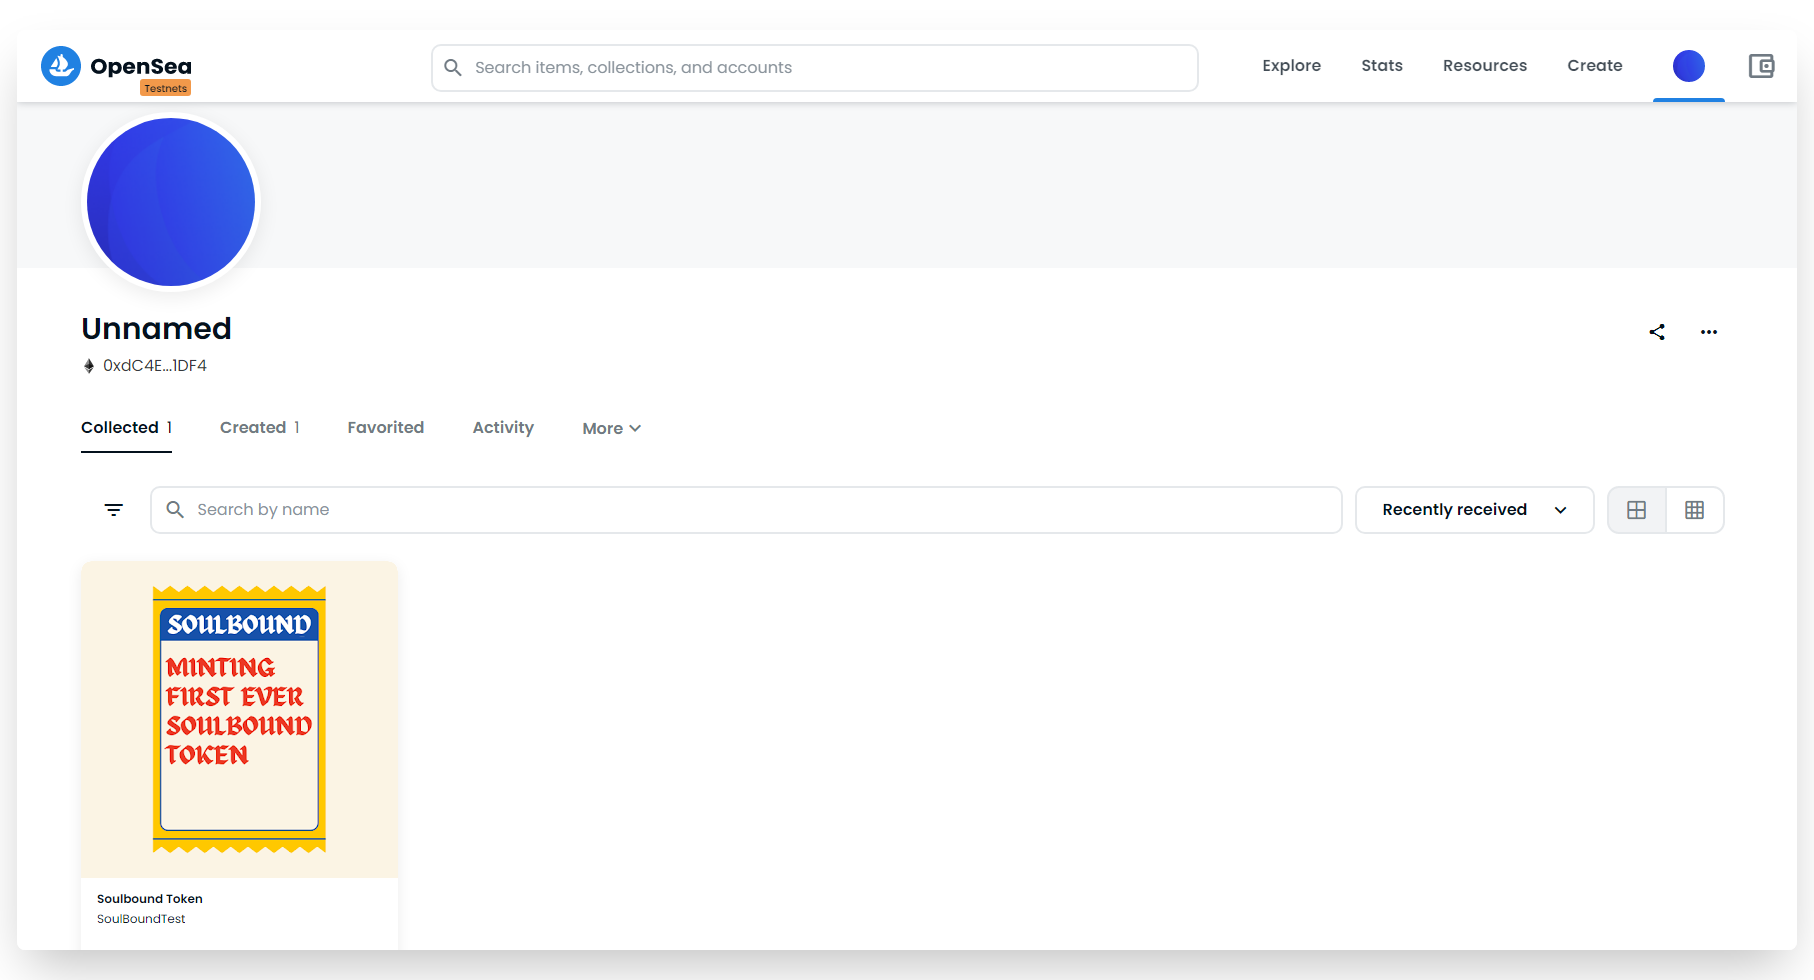 OpenSea
Testnets
Search items, collections, and accounts
Explore
Stats
Resources
Create
Unnamed
0xdC4E...1DF4
Collected 1
Created 1
Favorited
Activity
More
Search by name
Recently received
SOULBOUND
MINTING
FIRST EVER
SOULBOUND
TOKEN
Soulbound Token
SoulBoundTest